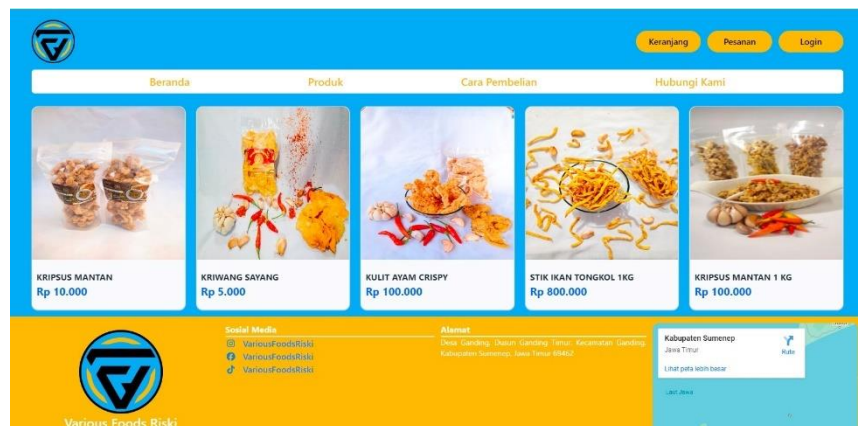 Keranjang
Pesanan
Login
Beranda
Produk
Cara Pembelian
Hubungi Kami
KRIPSUS MANTAN
Rp 10.000
KRIWANG SAYANG
Rp 5.000
KULIT AYAM CRISPY
Rp 100.000
STIK IKAN TONGKOL 1KG
Rp 800.000
KRIPSUS MANTAN 1 KG
Rp 100.000
Various Foods Riski
Sosial Media
VariousFoodsRiski
VariousFoodsRiski
VariousFoodsRiski
Alamat
Desa Ganding, Dusun Ganding Timur, Kecamatan Ganding,
Kabupaten Sumenep, Jawa Timur 69462
Kabupaten Sumenep
Jawa Timur
Rute
Lihat peta lebih besar
Laut Jawa